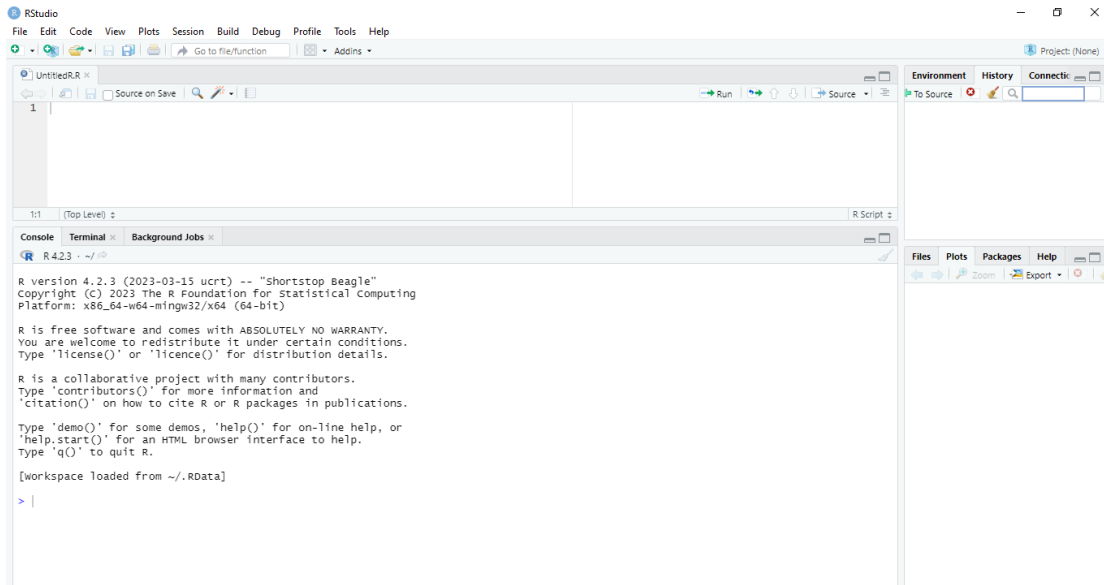 RStudio
File Edit Code View Plots Session Build Debug Profile Tools Help
Go to file/function Addins Project: (None)
UntitledR.R
Source on Save Run Source
1
1:1 (Top Level) R Script
Console Terminal Background Jobs
R 4.2.3 · ~/
R version 4.2.3 (2023-03-15 ucrt) -- "Shortstop Beagle"
Copyright (C) 2023 The R Foundation for Statistical Computing
Platform: x86_64-w64-mingw32/x64 (64-bit)
R is free software and comes with ABSOLUTELY NO WARRANTY.
You are welcome to redistribute it under certain conditions.
Type 'license()' or 'licence()' for distribution details.
R is a collaborative project with many contributors.
Type 'contributors()' for more information and
'citation()' on how to cite R or R packages in publications.
Type 'demo()' for some demos, 'help()' for on-line help, or
'help.start()' for an HTML browser interface to help.
Type 'q()' to quit R.
[Workspace loaded from ~/.RData]
>
Environment History Connectic
To Source
Files Plots Packages Help
Zoom Export